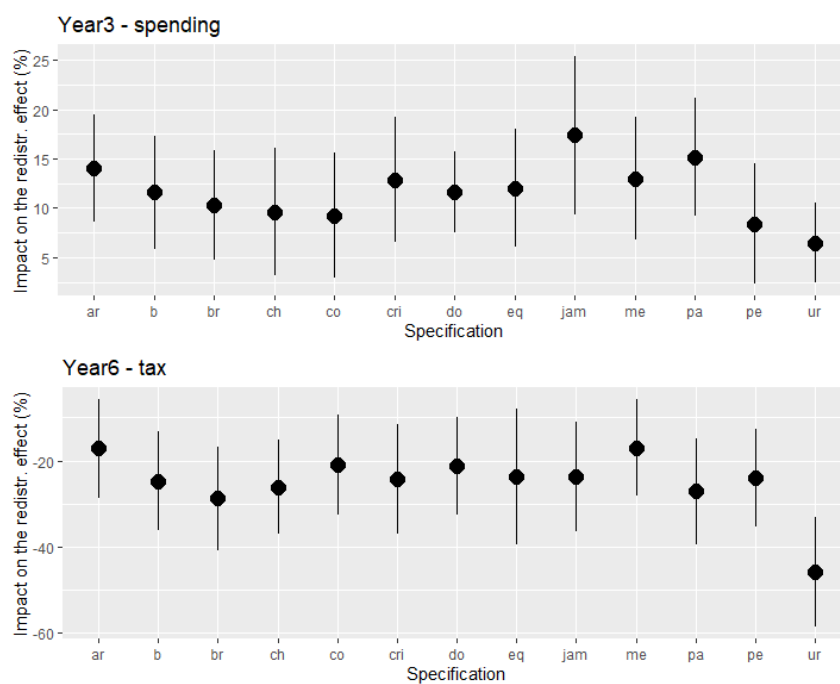 Year3 - spending
Impact on the redistr. effect (%)
25
20
15
10
5
ar b br ch co cri do eq jam me pa pe ur
Specification
Year6 - tax
Impact on the redistr. effect (%)
-20
-40
-60
ar b br ch co cri do eq jam me pa pe ur
Specification